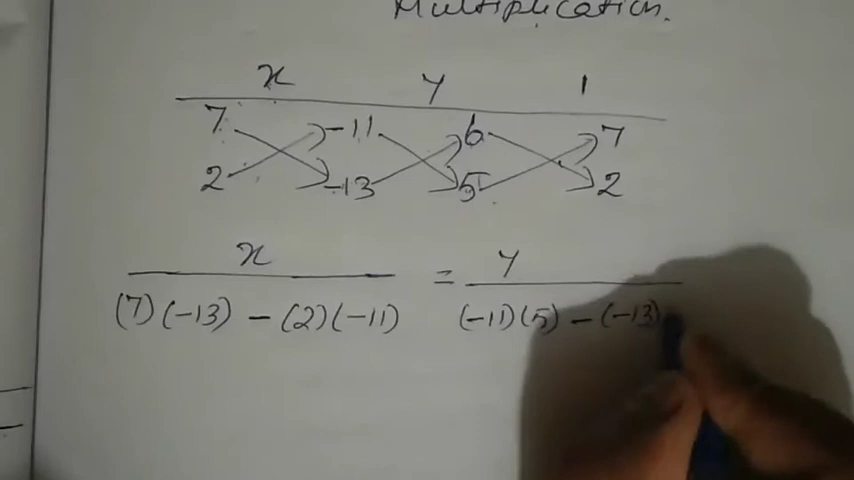 Multiplication.
x y 1
7 -11 6 7
2 -13 5 2
x = y
(7)(-13) - (2)(-11) (-11)(5) - (-13)